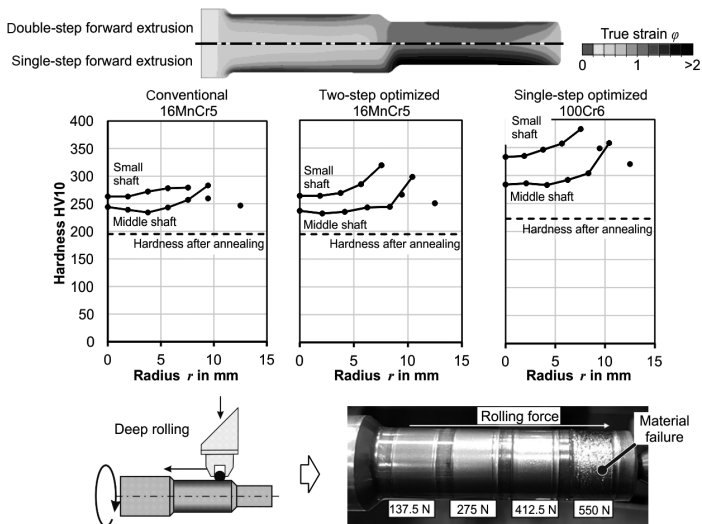 Double-step forward extrusion
Single-step forward extrusion
True strain φ
0 1 >2
Conventional
16MnCr5
Two-step optimized
16MnCr5
Single-step optimized
100Cr6
Hardness HV10
400
350
300
250
200
150
100
50
0
Small
shaft
Middle shaft
Hardness after annealing
0 5 10 15
Radius r in mm
Small
shaft
Middle shaft
Hardness after annealing
0 5 10 15
Radius r in mm
Small
shaft
Middle shaft
Hardness after annealing
0 5 10 15
Radius r in mm
Deep rolling
Rolling force
Material
failure
137.5 N
275 N
412.5 N
550 N